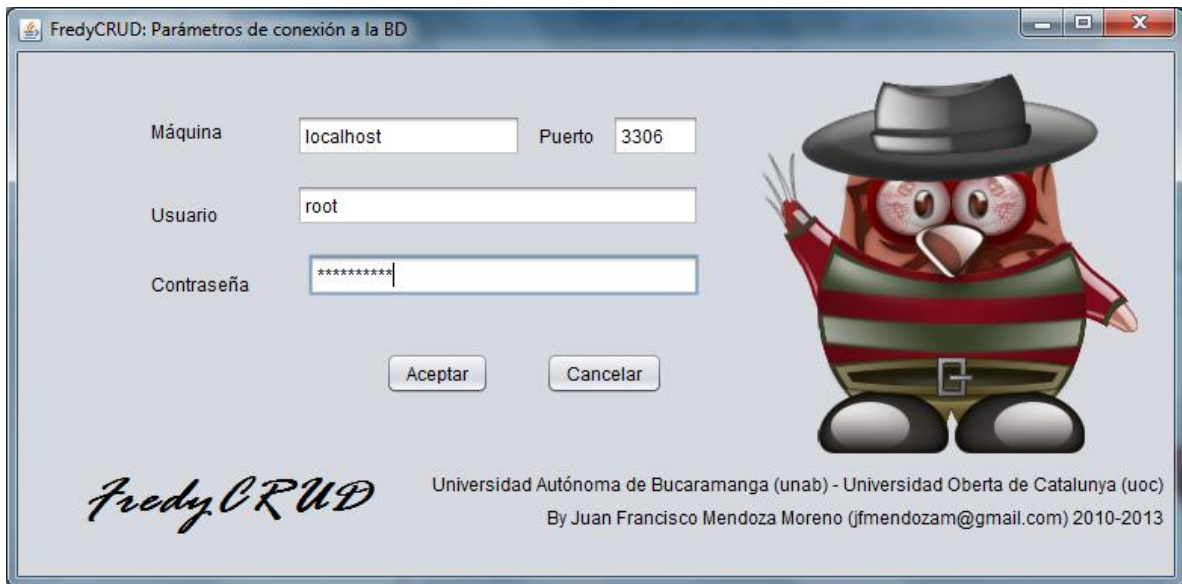 FredyCRUD: Parámetros de conexión a la BD
Máquina localhost Puerto 3306
Usuario root
Contraseña **********
Aceptar Cancelar
FredyCRUD
Universidad Autónoma de Bucaramanga (unab) - Universidad Oberta de Catalunya (uoc)
By Juan Francisco Mendoza Moreno (jfmendozam@gmail.com) 2010-2013